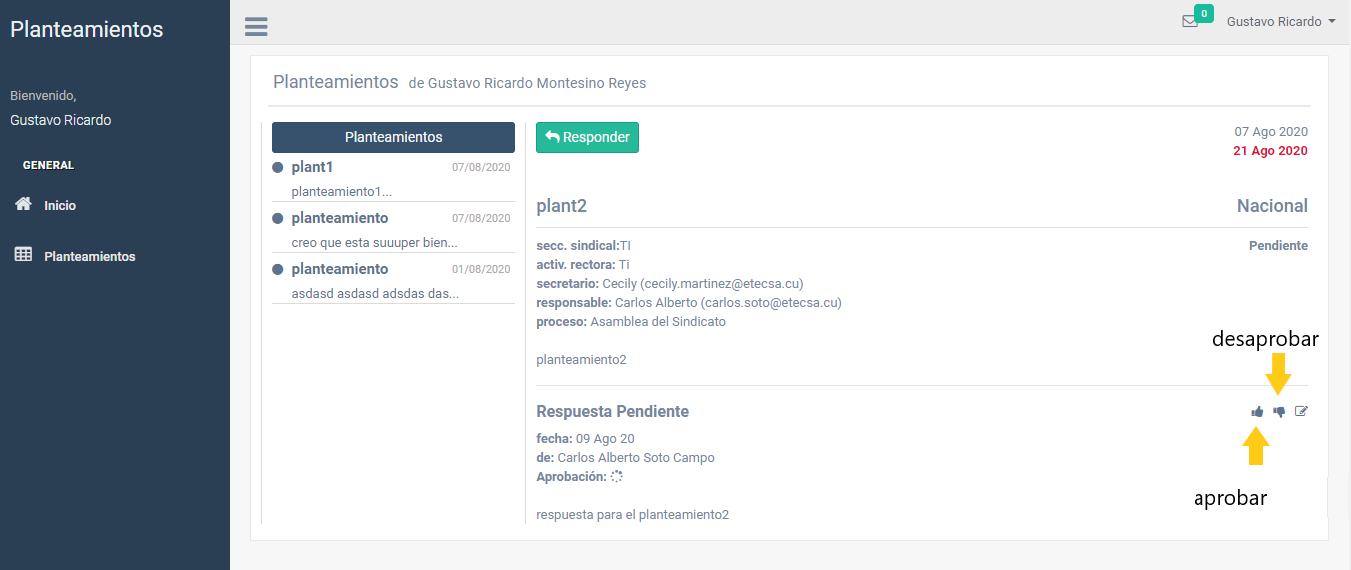 Planteamientos
Bienvenido,
Gustavo Ricardo
GENERAL
Inicio
Planteamientos
0
Gustavo Ricardo
Planteamientos de Gustavo Ricardo Montesino Reyes
Planteamientos
plant1 07/08/2020
planteamiento1...
planteamiento 07/08/2020
creo que esta suuuper bien...
planteamiento 01/08/2020
asdasd asdasd adsdas das...
Responder
07 Ago 2020
21 Ago 2020
plant2 Nacional
secc. sindical:TI Pendiente
activ. rectora: Ti
secretario: Cecily (cecily.martinez@etecsa.cu)
responsable: Carlos Alberto (carlos.soto@etecsa.cu)
proceso: Asamblea del Sindicato
desaprobar
planteamiento2
Respuesta Pendiente
fecha: 09 Ago 20
de: Carlos Alberto Soto Campo
Aprobación:
aprobar
respuesta para el planteamiento2